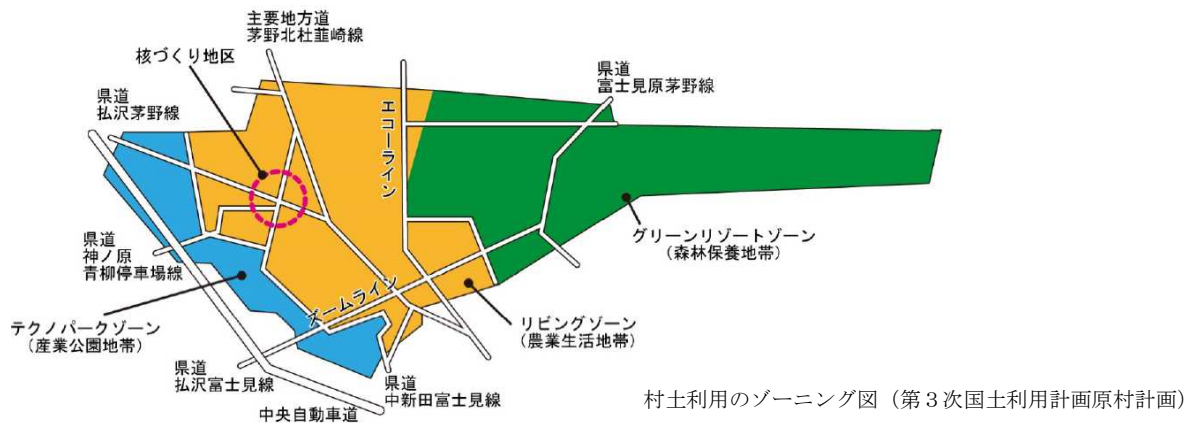 主要地方道
茅野北杜韮崎線
核づくり地区
県道
払沢茅野線
エコーライン
県道
富士見原茅野線
グリーンリゾートゾーン
(森林保養地帯)
県道
神ノ原
青柳停車場線
ズームライン
テクノパークゾーン
(産業公園地帯)
リビングゾーン
(農業生活地帯)
県道
払沢富士見線
県道
中新田富士見線
中央自動車道
村土利用のゾーニング図（第３次国土利用計画原村計画）